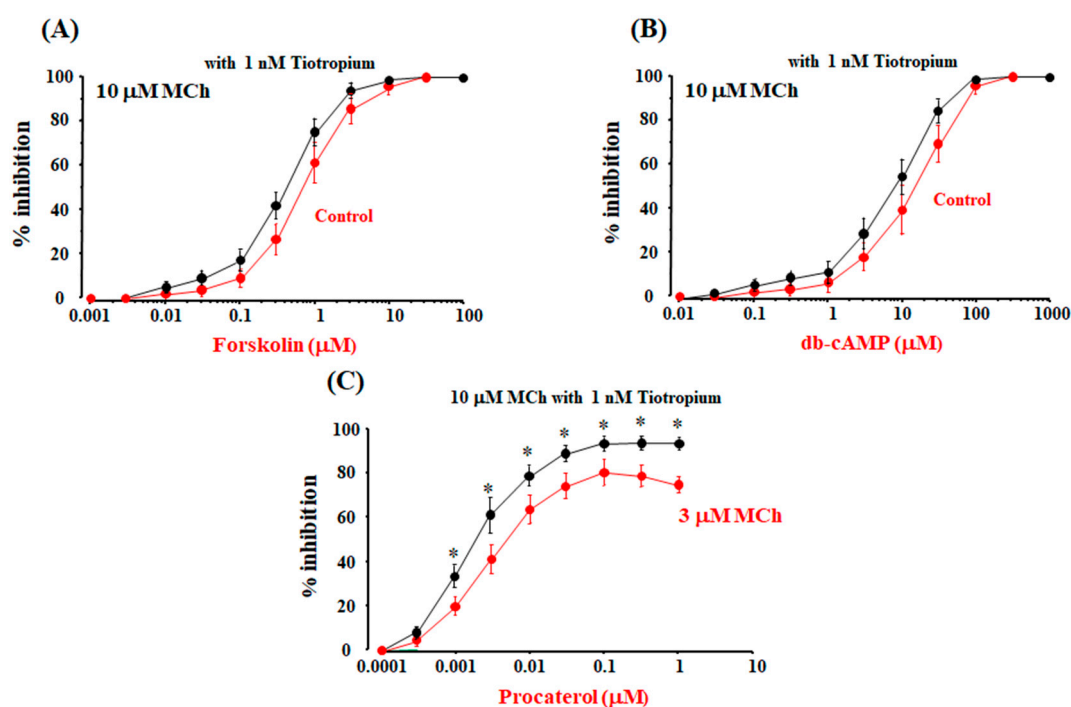 (A)
with 1 nM Tiotropium
10 μM MCh
100
80
60
40
20
0
% inhibition
Control
0.001
0.01
0.1
1
10
100
Forskolin (μM)
(B)
with 1 nM Tiotropium
10 μM MCh
100
80
60
40
20
0
% inhibition
Control
0.01
0.1
1
10
100
1000
db-cAMP (μM)
(C)
10 μM MCh with 1 nM Tiotropium
100
80
60
40
20
0
% inhibition
* * * * * * * *
3 μM MCh
0.0001
0.001
0.01
0.1
1
10
Procaterol (μM)